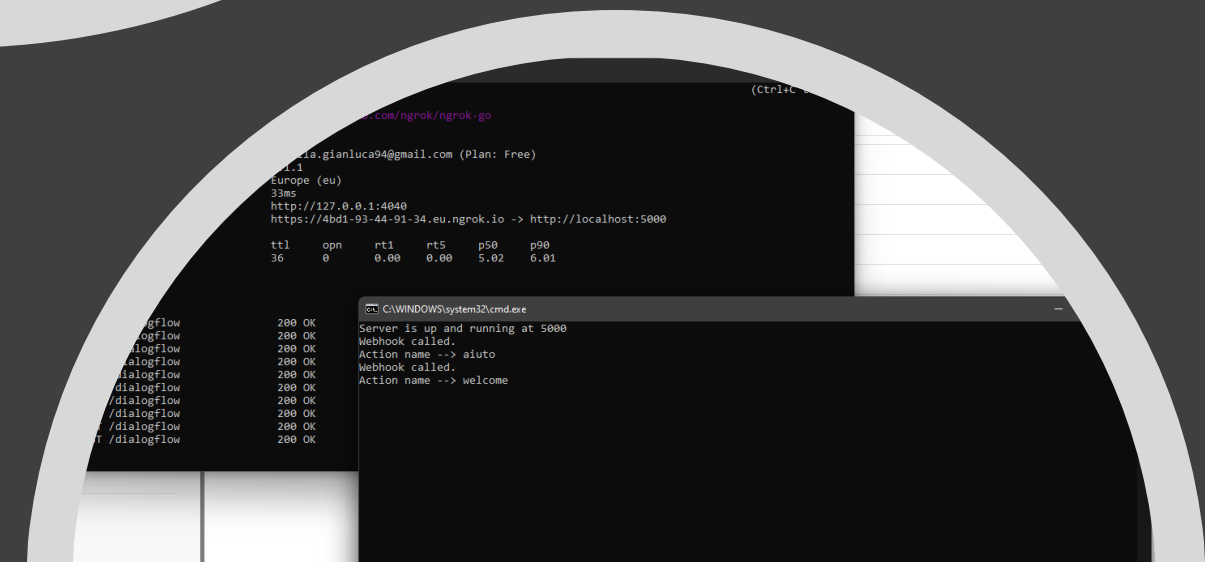 (Ctrl+C
.com/ngrok/ngrok-go
la.gianluca94@gmail.com (Plan: Free)
.1
Europe (eu)
33ms
http://127.0.0.1:4040
https://4bd1-93-44-91-34.eu.ngrok.io -> http://localhost:5000
ttl opn rt1 rt5 p50 p90
36 0 0.00 0.00 5.02 6.01
gflow 200 OK
logflow 200 OK
alogflow 200 OK
ialogflow 200 OK
dialogflow 200 OK
dialogflow 200 OK
/dialogflow 200 OK
/dialogflow 200 OK
/dialogflow 200 OK
T /dialogflow 200 OK
C:\WINDOWS\system32\cmd.exe
Server is up and running at 5000
Webhook called.
Action name --> aiuto
Webhook called.
Action name --> welcome